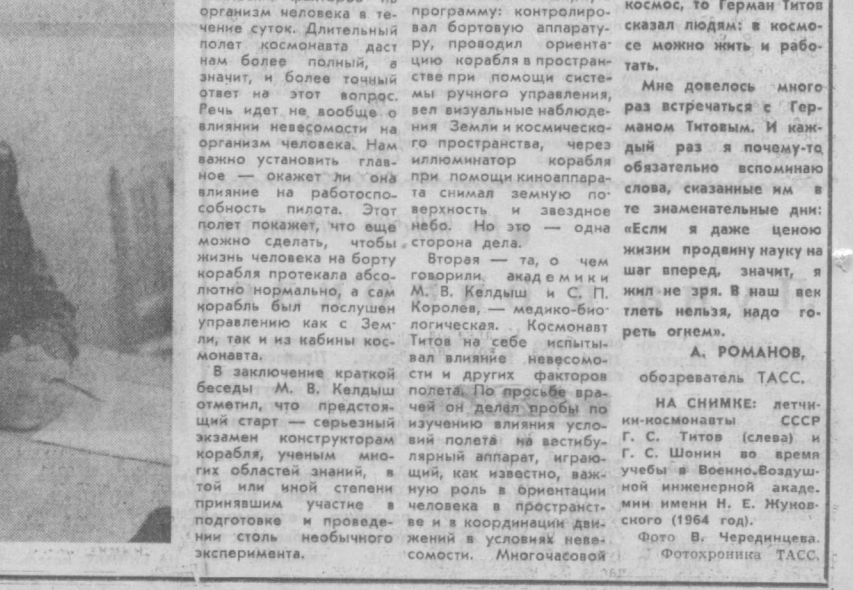 организм человека в те-
чение суток. Длительный
полет космонавта даст
нам более полный, а
значит, и более точный
ответ на этот вопрос.
Речь идет не вообще о
влиянии невесомости на
организм человека. Нам
важно установить глав-
ное — окажет ли она
влияние на работоспо-
собность пилота. Этот
полет покажет, что еще
можно сделать, чтобы
жизнь человека на борту
корабля протекала абсо-
лютно нормально, а сам
корабль был послушен
управлению как с Зем-
ли, так и из кабины кос-
монавта.
В заключение краткой
беседы М. В. Келдыш
отметил, что предстоя-
щий старт — серьезный
экзамен конструкторам
корабля, ученым мно-
гих областей знаний, в
той или иной степени
принявшим участие в
подготовке и проведе-
нии столь необычного
эксперимента.
программу: контролиро-
вал бортовую аппарату-
ру, проводил ориента-
цию корабля в простран-
стве при помощи систе-
мы ручного управления,
вел визуальные наблюде-
ния Земли и космическо-
го пространства, через
иллюминатор корабля
при помощи киноаппара-
та снимал земную по-
верхность и звездное
небо. Но это — одна
сторона дела.
Вторая — та, о чем
говорили академики
М. В. Келдыш и С. П.
Королев, — медико-био-
логическая. Космонавт
Титов на себе испыты-
вал влияние невесомо-
сти и других факторов
полета. По просьбе вра-
чей он делал пробы по
изучению влияния усло-
вий полета на вестибу-
лярный аппарат, играю-
щий, как известно, важ-
ную роль в ориентации
человека в пространст-
ве и в координации дви-
жений в условиях неве-
сомости. Многочасовой
космос, то Герман Титов
сказал людям: в космо-
се можно жить и рабо-
тать.
Мне довелось много
раз встречаться с Гер-
маном Титовым. И каж-
дый раз я почему-то
обязательно вспоминаю
слова, сказанные им в
те знаменательные дни:
«Если я даже ценою
жизни продвину науку на
шаг вперед, значит, я
жил не зря. В наш век
тлеть нельзя, надо го-
реть огнем».
А. РОМАНОВ,
обозреватель ТАСС.
НА СНИМКЕ: летчи-
ки-космонавты СССР
Г. С. Титов (слева) и
Г. С. Шонин во время
учебы в Военно-Воздуш-
ной инженерной акаде-
мии имени Н. Е. Жуков-
ского (1964 год).
Фото В. Черединцева.
Фотохроника ТАСС.